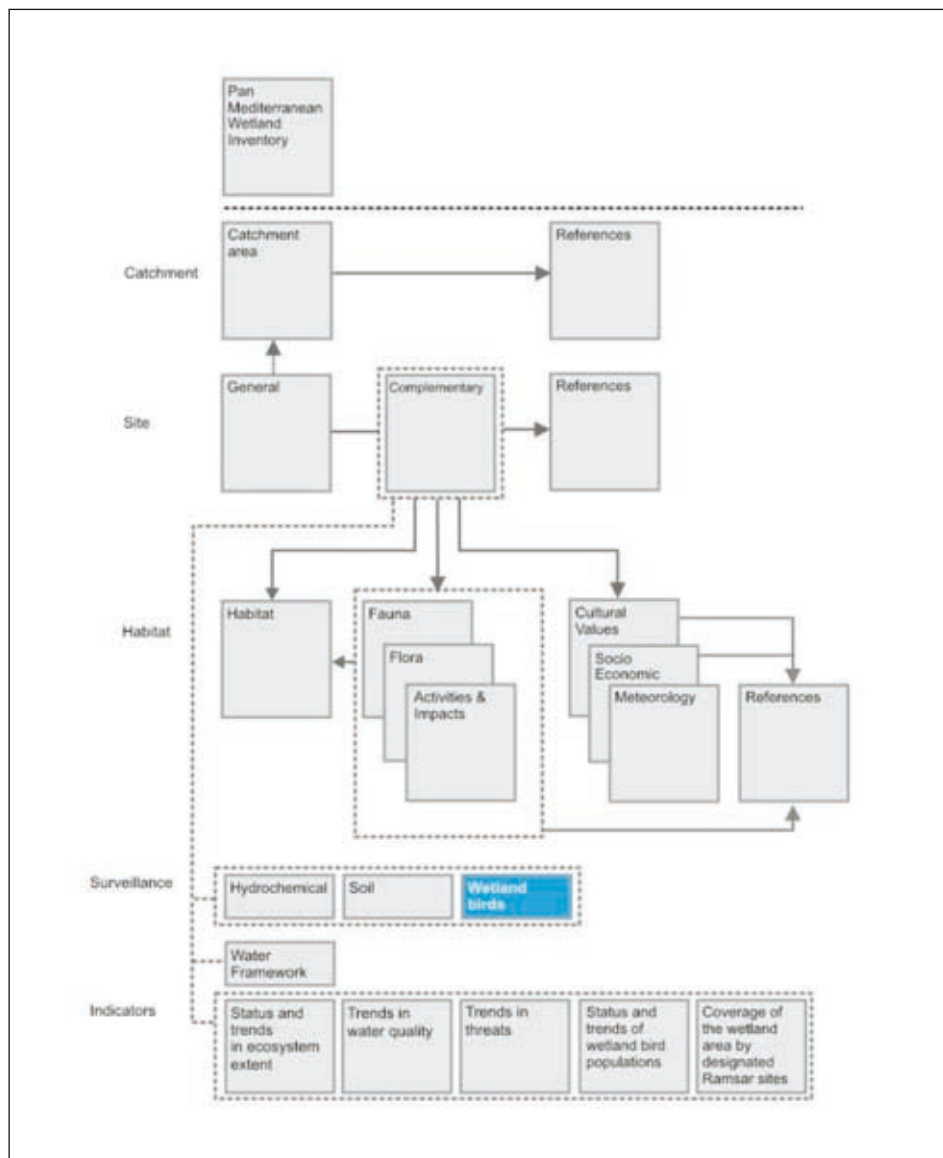 Pan
Mediterranean
Wetland
Inventory
Catchment
Catchment
area
References
Site
General
Complementary
References
Habitat
Habitat
Fauna
Flora
Activities &
Impacts
Cultural
Values
Socio
Economic
Meteorology
References
Surveillance
Hydrochemical
Soil
Wetland
birds
Water
Framework
Indicators
Status and
trends
in ecosystem
extent
Trends in
water quality
Trends in
threats
Status and
trends of
wetland bird
populations
Coverage of
the wetland
area by
designated
Ramsar sites